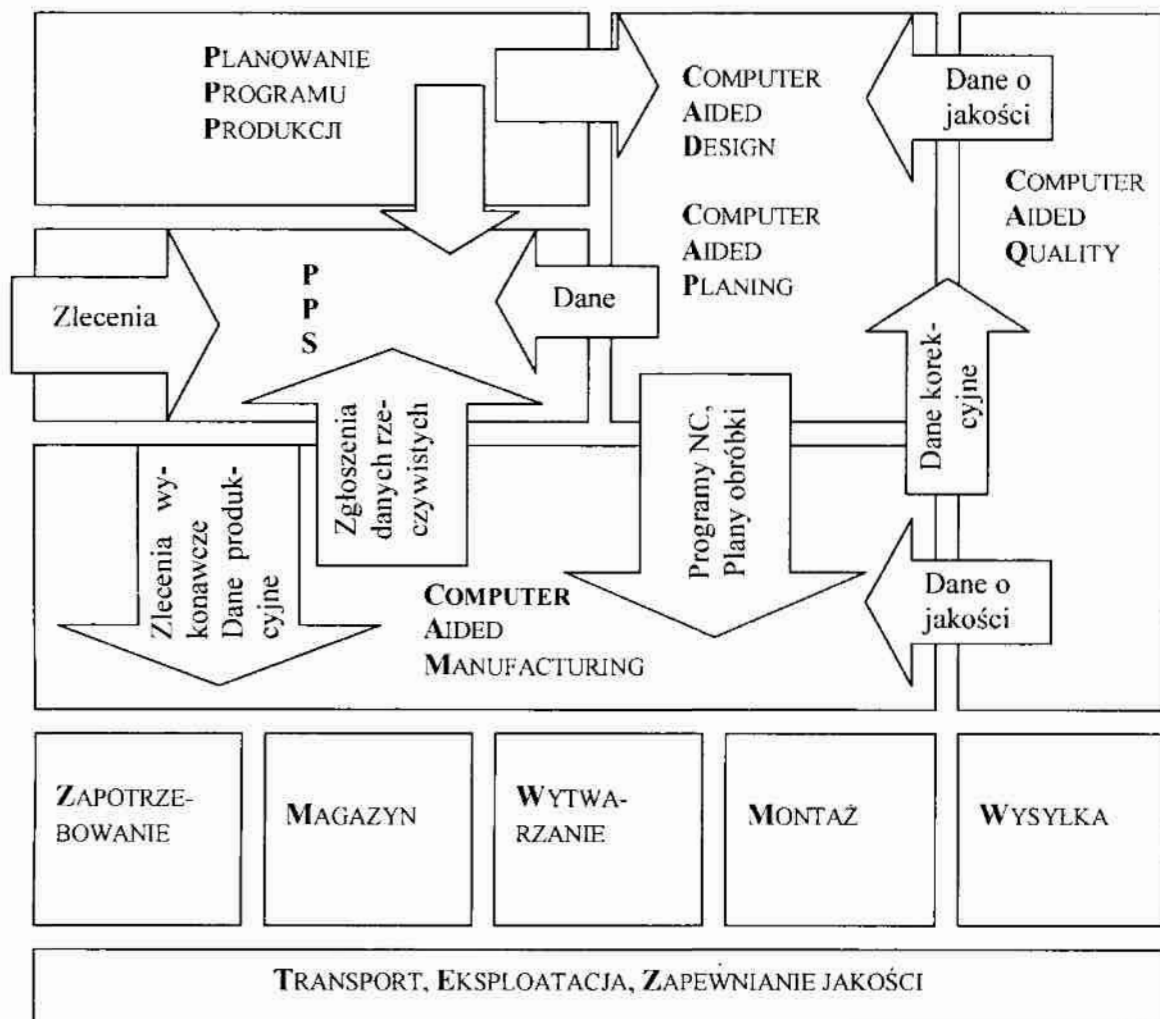 PLANOWANIE
PROGRAMU
PRODUKCJI
COMPUTER
AIDED
DESIGN
COMPUTER
AIDED
PLANING
Dane o
jakości
COMPUTER
AIDED
QUALITY
Zlecenia
P
P
S
Dane
Zlecenia wy-
konawcze
Dane produk-
cyjne
Zgłoszenia
danych rze-
czywistych
Programy NC,
Plany obróbki
Dane korek-
cyjne
COMPUTER
AIDED
MANUFACTURING
Dane o
jakości
ZAPOTRZE-
BOWANIE
MAGAZYN
WYTWA-
RZANIE
MONTAŻ
WYSYŁKA
TRANSPORT, EKSPLOATACJA, ZAPEWNIANIE JAKOŚCI